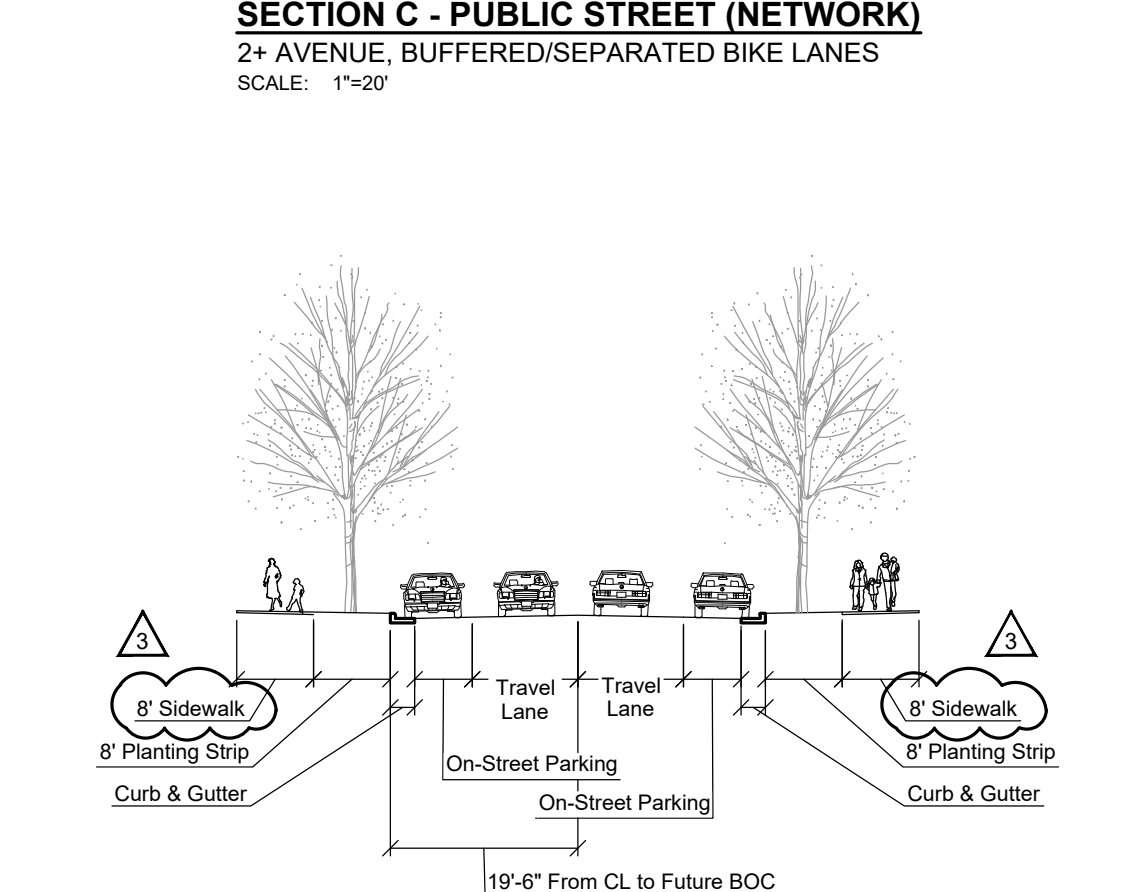 SECTION C - PUBLIC STREET (NETWORK)
2+ AVENUE, BUFFERED/SEPARATED BIKE LANES
SCALE: 1"=20'
3
3
Travel
Lane
Travel
Lane
8' Sidewalk
8' Sidewalk
8' Planting Strip
8' Planting Strip
On-Street Parking
Curb & Gutter
Curb & Gutter
On-Street Parking
19'-6" From CL to Future BOC